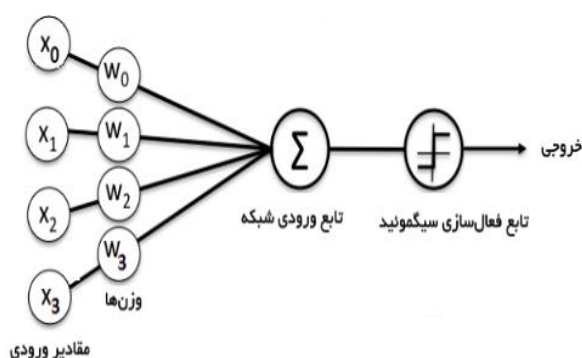 X0
W0
X1
W1
X2
W2
X3
W3
Σ
خروجی
تابع ورودی شبکه
تابع فعال‌سازی سیگموئید
وزن‌ها
مقادیر ورودی